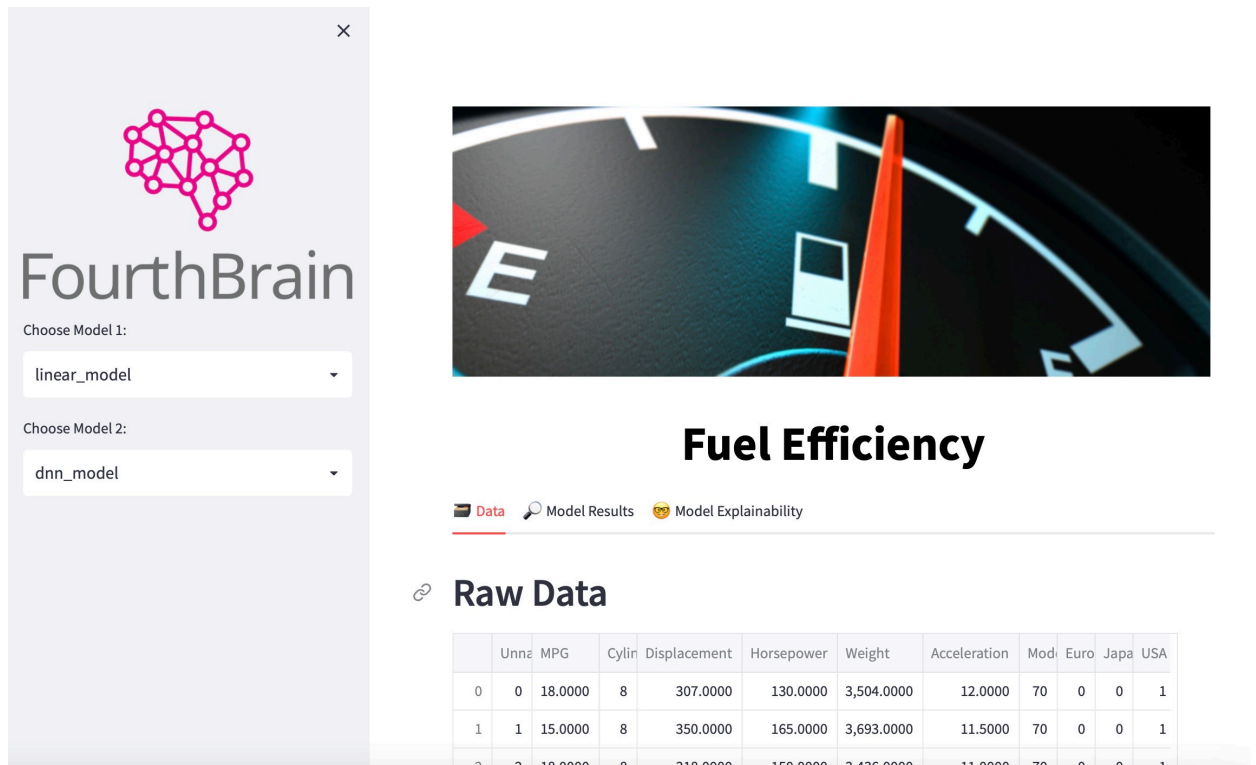 ×
FourthBrain
Choose Model 1:
linear_model
Choose Model 2:
dnn_model
E
Fuel Efficiency
Data Model Results Model Explainability
Raw Data
Unna MPG Cylin Displacement Horsepower Weight Acceleration Mod Euro Japa USA
0 0 18.0000 8 307.0000 130.0000 3,504.0000 12.0000 70 0 0 1
1 1 15.0000 8 350.0000 165.0000 3,693.0000 11.5000 70 0 0 1